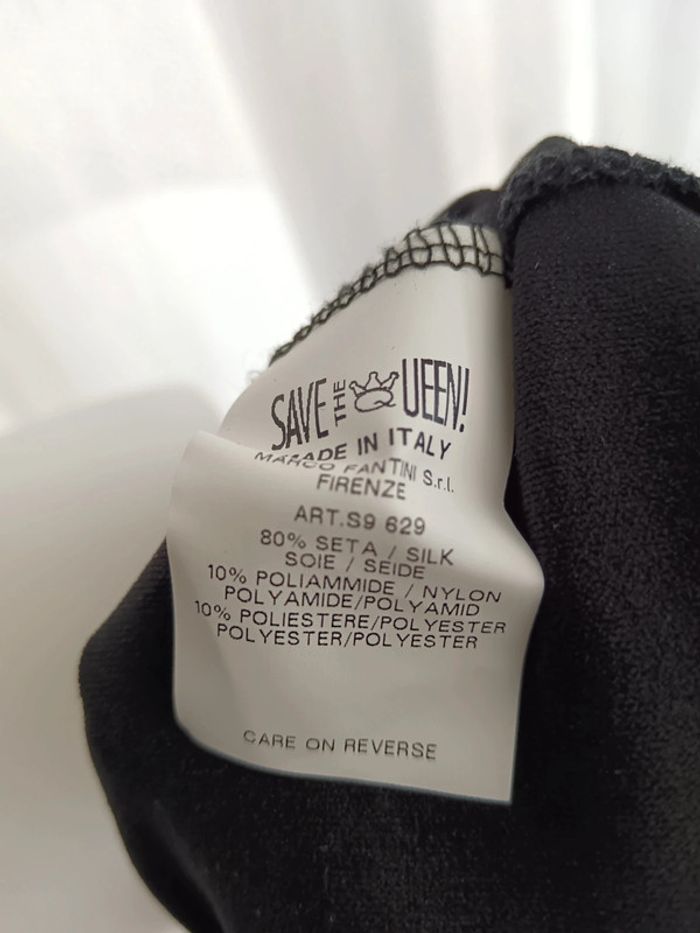 SAVE THE QUEEN!
MADE IN ITALY
MARCO FANTINI S.r.l.
FIRENZE
ART.S9 629
80% SETA / SILK
SOIE / SEIDE
10% POLIAMMIDE / NYLON
POLYAMIDE/POLYAMID
10% POLIESTERE/POLYESTER
POLYESTER/POLYESTER
CARE ON REVERSE